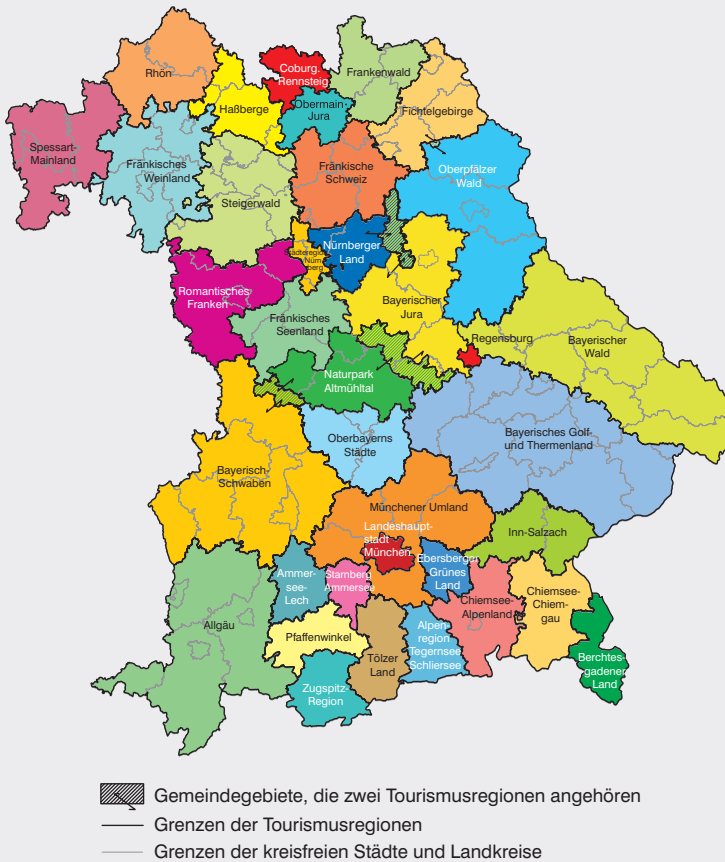 Rhön
Coburg.
Rennsteig
Frankenwald
Haßberge
Obermain-
Jura
Fichtelgebirge
Spessart-
Mainland
Fränkisches
Weinland
Fränkische
Schweiz
Oberpfälzer
Wald
Steigerwald
Städteregion
Nürn-
berg
Nürnberger
Land
Romantisches
Franken
Bayerischer
Jura
Fränkisches
Seenland
Regensburg
Bayerischer
Wald
Naturpark
Altmühltal
Oberbayerns
Städte
Bayerisches Golf-
und Thermenland
Bayerisch-
Schwaben
Münchener Umland
Landeshaupt-
stadt
München
Inn-Salzach
Ebersberger
Grünes
Land
Ammer-
see-
Lech
Starnberg
Ammersee
Chiemsee-
Alpenland
Chiemsee-
Chiem-
gau
Allgäu
Pfaffenwinkel
Tölzer
Land
Alpen-
region
Tegernsee
Schliersee
Berchtes-
gadener
Land
Zugspitz-
Region
Gemeindegebiete, die zwei Tourismusregionen angehören
Grenzen der Tourismusregionen
Grenzen der kreisfreien Städte und Landkreise